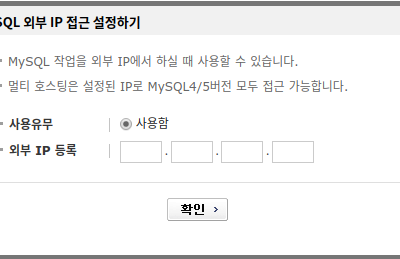 SQL 외부 IP 접근 설정하기
MySQL 작업을 외부 IP에서 하실 때 사용할 수 있습니다.
멀티 호스팅은 설정된 IP로 MySQL4/5버전 모두 접근 가능합니다.
사용유무 사용함
외부 IP 등록 . . .
확인 >